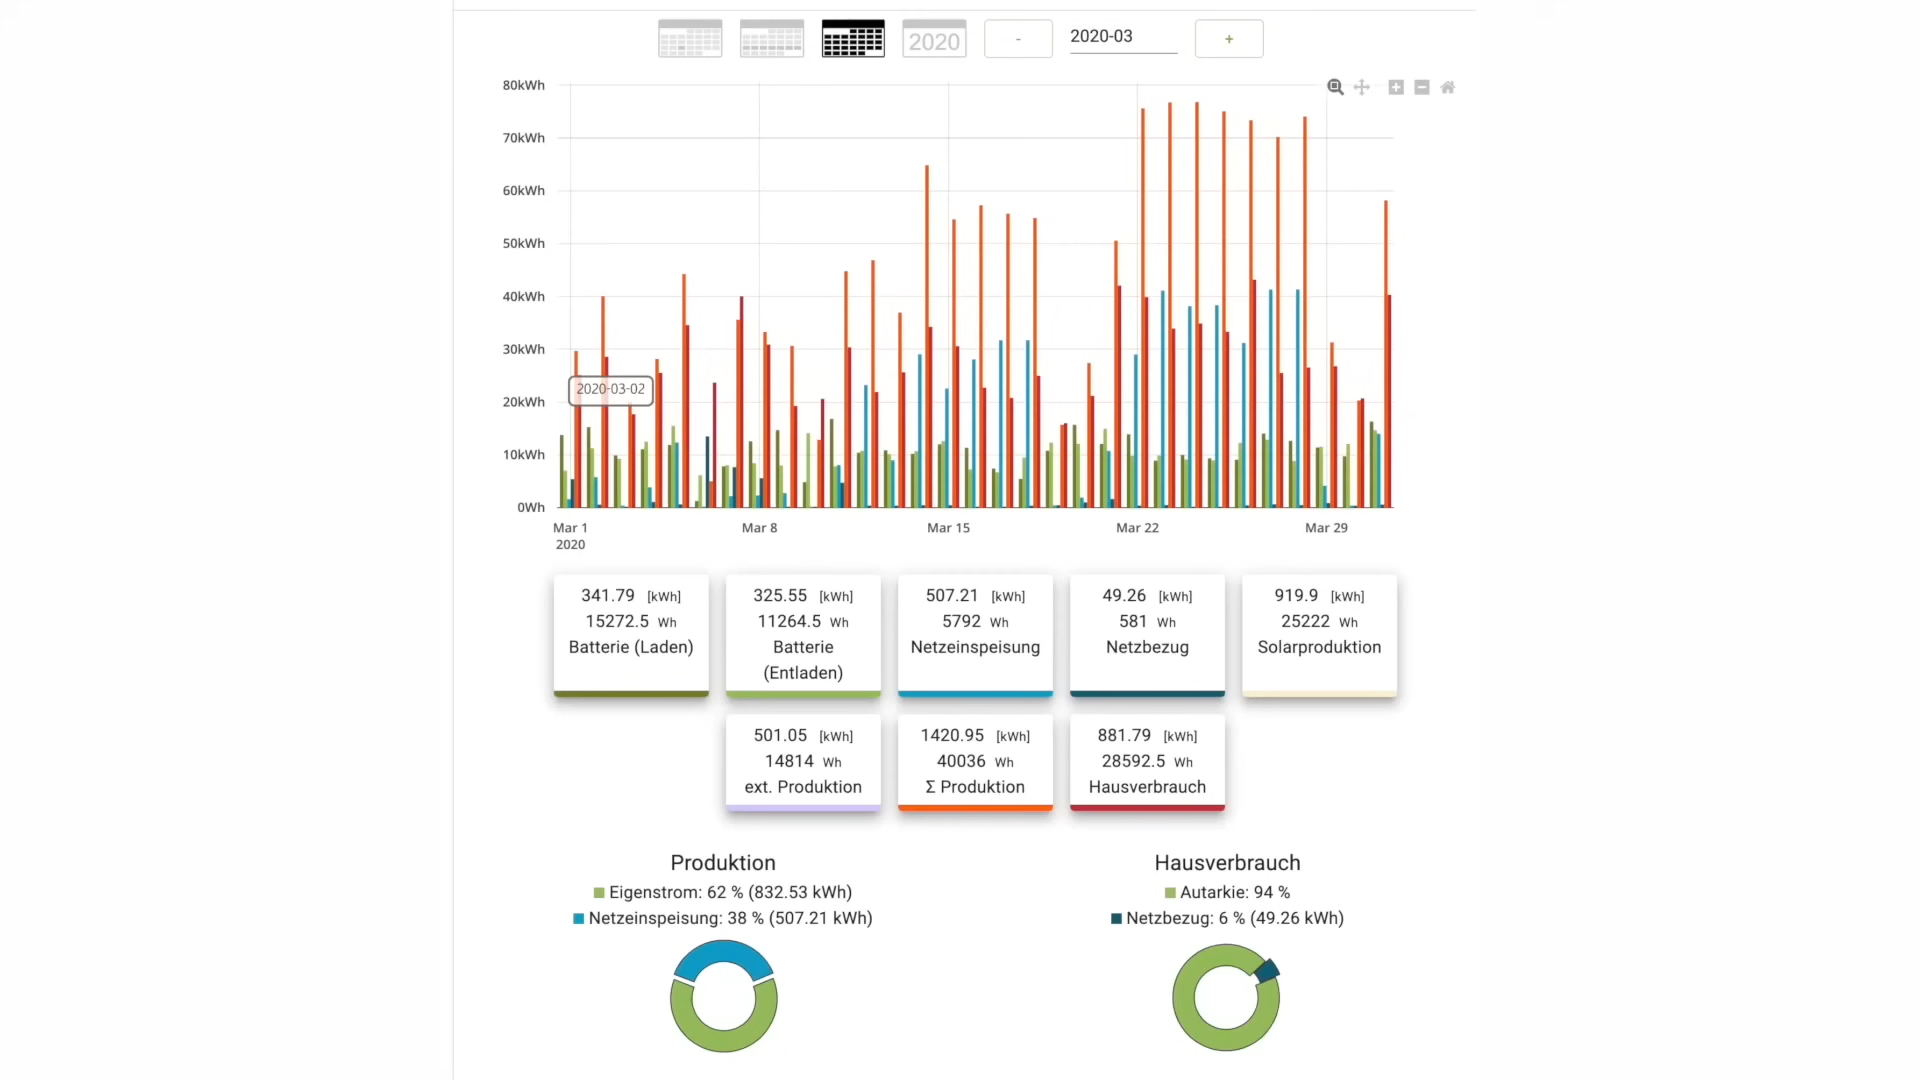 2020
-
2020-03
+
80kWh
70kWh
60kWh
50kWh
40kWh
30kWh
20kWh
10kWh
0Wh
2020-03-02
Mar 1
2020
Mar 8
Mar 15
Mar 22
Mar 29
341.79 [kWh]
15272.5 Wh
Batterie (Laden)
325.55 [kWh]
11264.5 Wh
Batterie
(Entladen)
507.21 [kWh]
5792 Wh
Netzeinspeisung
49.26 [kWh]
581 Wh
Netzbezug
919.9 [kWh]
25222 Wh
Solarproduktion
501.05 [kWh]
14814 Wh
ext. Produktion
1420.95 [kWh]
40036 Wh
Σ Produktion
881.79 [kWh]
28592.5 Wh
Hausverbrauch
Produktion
Eigenstrom: 62 % (832.53 kWh)
Netzeinspeisung: 38 % (507.21 kWh)
Hausverbrauch
Autarkie: 94 %
Netzbezug: 6 % (49.26 kWh)